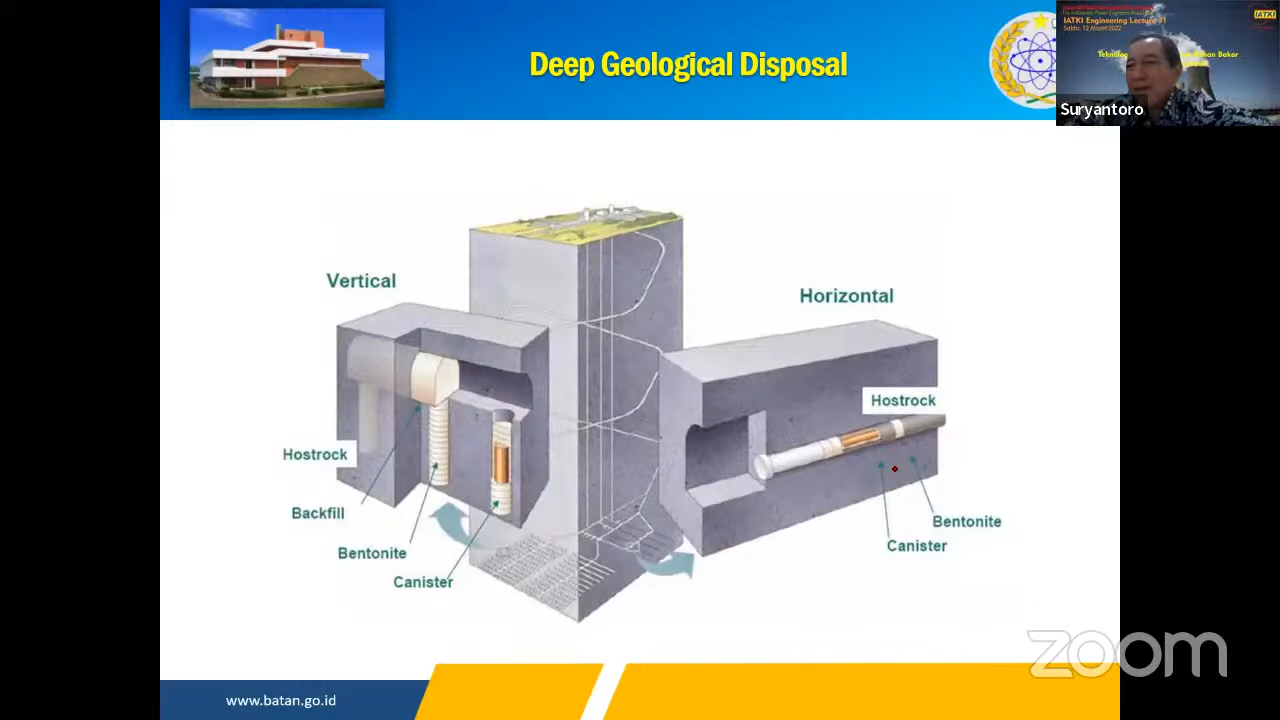 Deep Geological Disposal
IATKI Engineering Lecture 31
Sabtu, 12 Maret 2022
IATKI
Suryantoro
Vertical
Horizontal
Hostrock
Hostrock
Backfill
Bentonite
Bentonite
Canister
Canister
zoom
www.batan.go.id